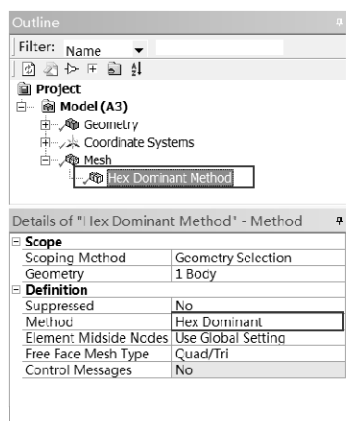 Outline
Filter: Name
Project
Model (A3)
Geometry
Coordinate Systems
Mesh
Hex Dominant Method
Details of "Hex Dominant Method" - Method
Scope
Scoping Method Geometry Selection
Geometry 1 Body
Definition
Suppressed No
Method Hex Dominant
Element Midside Nodes Use Global Setting
Free Face Mesh Type Quad/Tri
Control Messages No